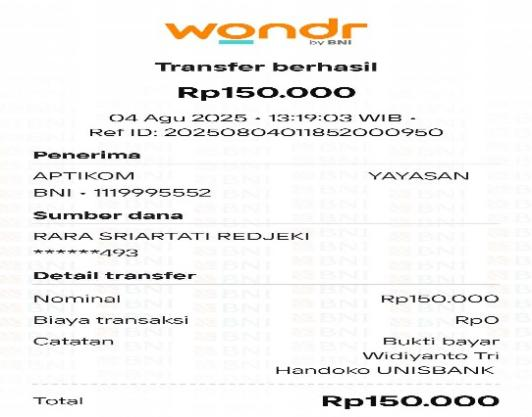 wondr
by BNI
Transfer berhasil
Rp150.000
04 Agu 2025 • 13:19:03 WIB •
Ref ID: 20250804011852000950
Penerima
APTIKOM YAYASAN
BNI • 1119995552
Sumber dana
RARA SRIARTATI REDJEKI
******493
Detail transfer
Nominal Rp150.000
Biaya transaksi Rp0
Catatan Bukti bayar
Widiyanto Tri
Handoko UNISBANK
Total Rp150.000